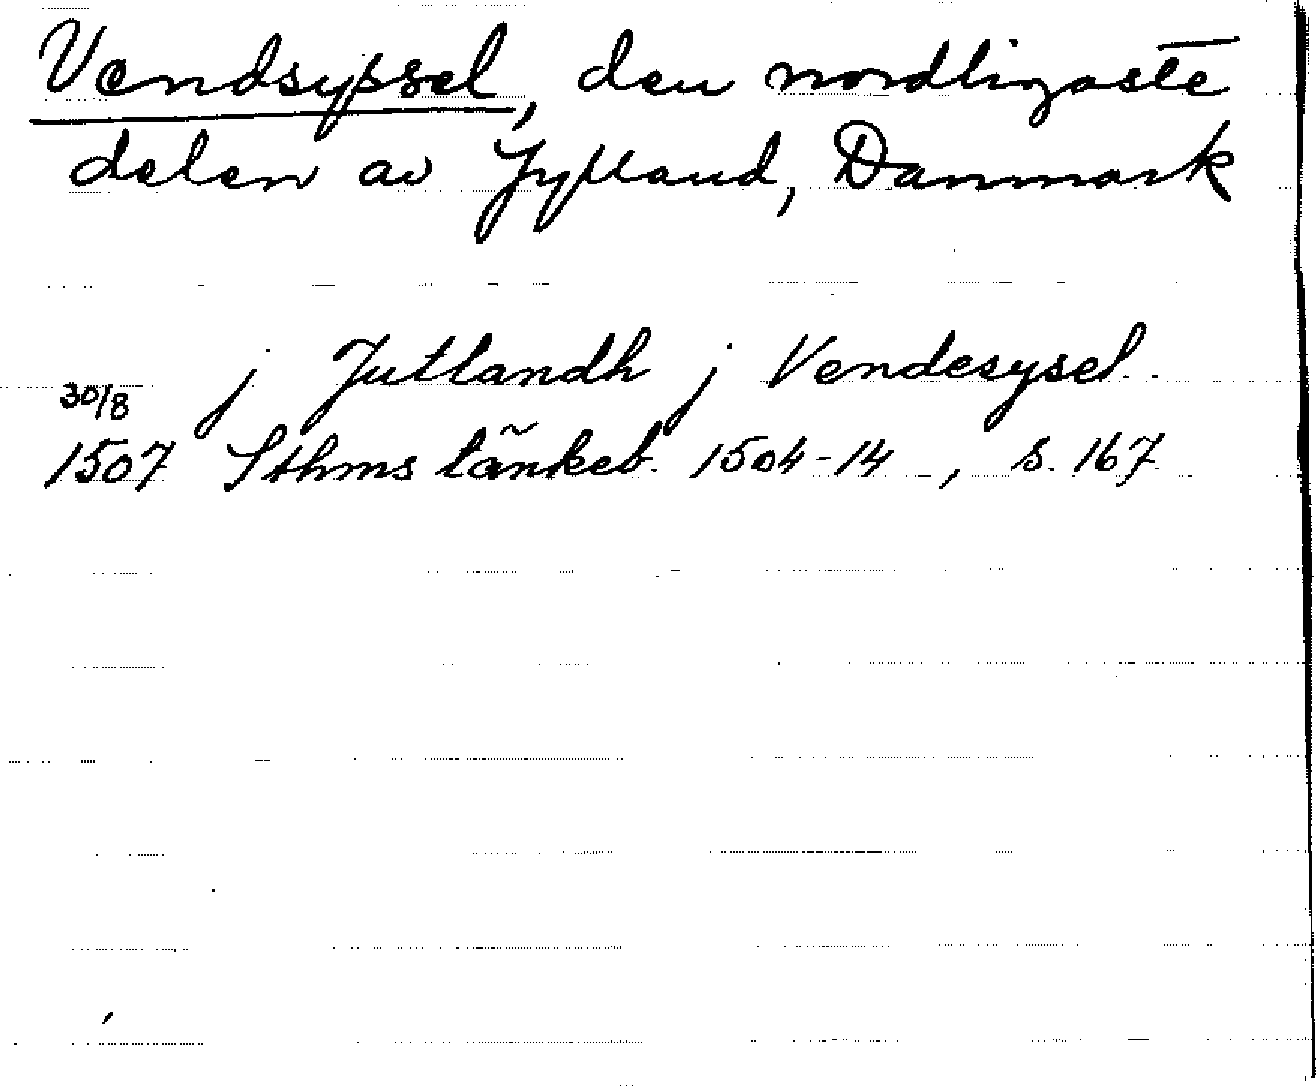 Vendsyssel, den nordligaste
delen av Jylland, Danmark
j Jutlandh j Vendesysel
30/8
1507 Sthms tänkeb. 1504-14, s. 167